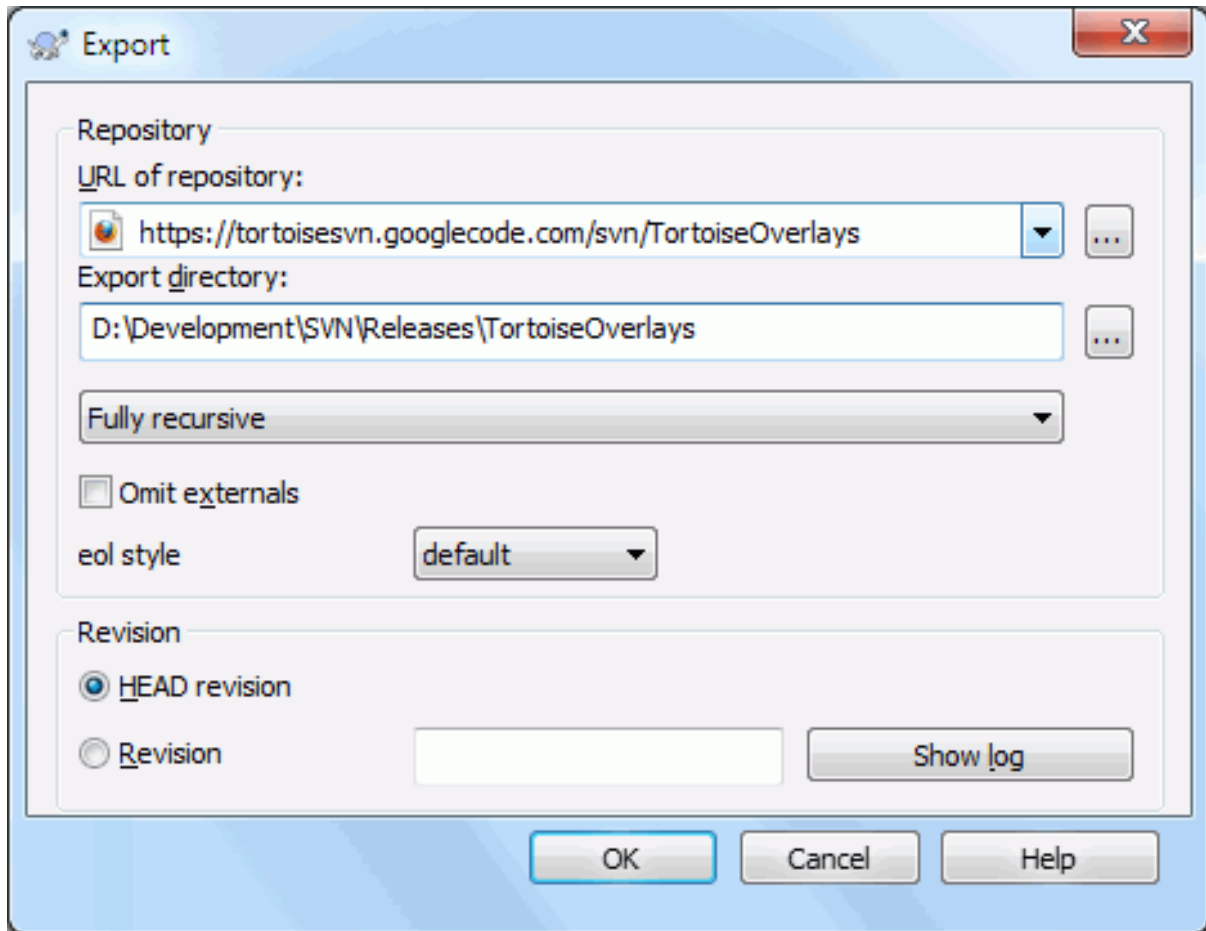 Export
Repository
URL of repository:
https://tortoisesvn.googlecode.com/svn/TortoiseOverlays
...
Export directory:
D:\Development\SVN\Releases\TortoiseOverlays
...
Fully recursive
Omit externals
eol style
default
Revision
HEAD revision
Revision
Show log
OK
Cancel
Help